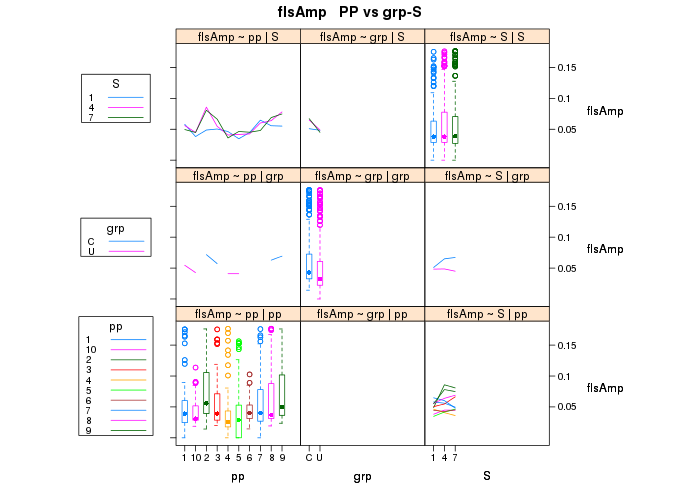 flsAmp PP vs grp-S
flsAmp ~ pp | S
flsAmp ~ grp | S
flsAmp ~ S | S
S
1
4
7
0.15
0.1
0.05
flsAmp
flsAmp ~ pp | grp
flsAmp ~ grp | grp
flsAmp ~ S | grp
grp
C
U
0.15
0.1
0.05
flsAmp
flsAmp ~ pp | pp
flsAmp ~ grp | pp
flsAmp ~ S | pp
pp
1
10
2
3
4
5
6
7
8
9
0.15
0.1
0.05
flsAmp
1 10 2 3 4 5 6 7 8 9
C U
1 4 7
pp
grp
S